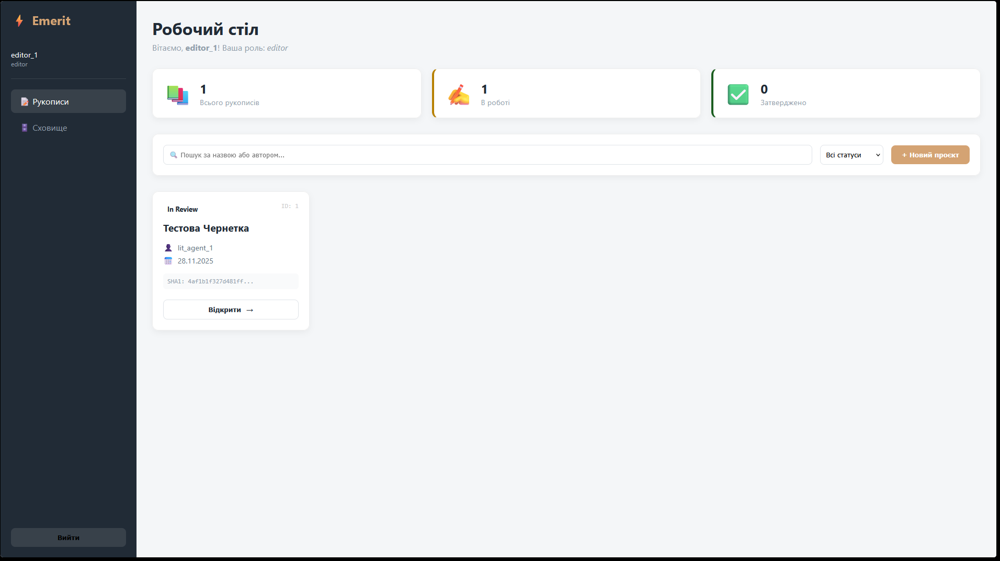 Emerit
editor_1
editor
Рукописи
Сховище
Вийти
Робочий стіл
Вітаємо, editor_1! Ваша роль: editor
1
Всього рукописів
1
В роботі
0
Затверджено
Пошук за назвою або автором...
Всі статуси
+ Новий проєкт
In Review
ID: 1
Тестова Чернетка
lit_agent_1
28.11.2025
SHA1: 4af1b1f327d481ff...
Відкрити →